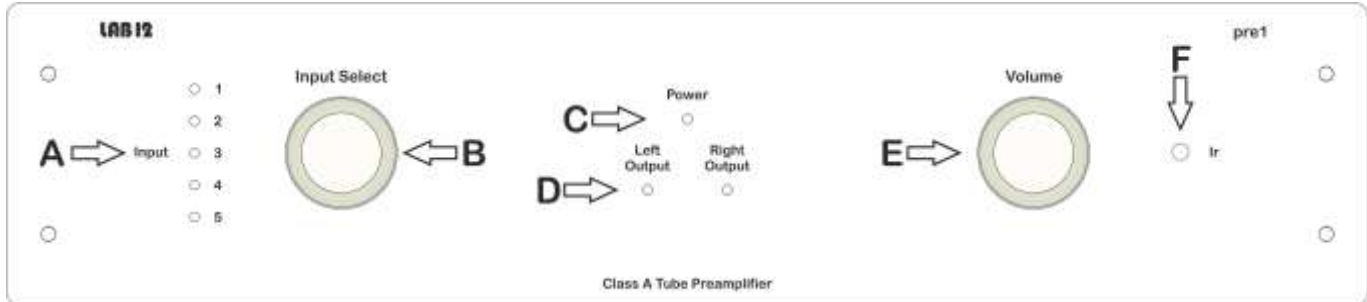 LAB12
pre1
F
Input Select
Volume
1
Power
C
2
A
Input
3
B
Left Output
Right Output
E
Ir
4
D
5
Class A Tube Preamplifier